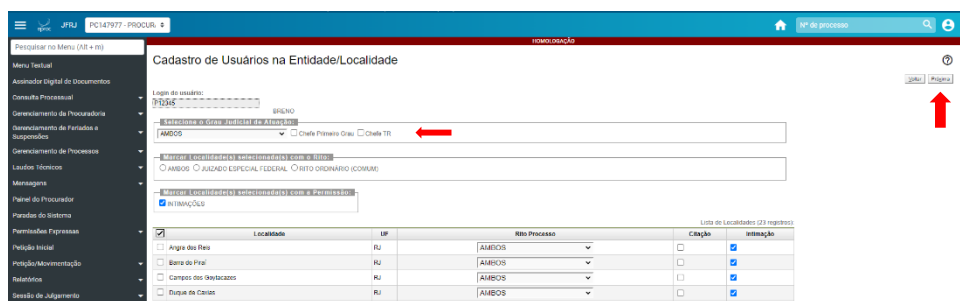 eproc JFRJ PC147977 - PROCUR. Nº do processo
HOMOLOGAÇÃO
Pesquisar no Menu (Alt + m)
Menu Textual
Assinador Digital de Documentos
Consulta Processual
Gerenciamento da Procuradoria
Gerenciamento de Feriados e
Suspensões
Gerenciamento de Processos
Laudos Técnicos
Mensagens
Painel do Procurador
Paradas do Sistema
Permissões Expressas
Petição Inicial
Petição/Movimentação
Relatórios
Sessão de Julgamento
Cadastro de Usuários na Entidade/Localidade
Voltar Próxima
Login do usuário:
P12345
BRENO
Selecione o Grau Judicial de Atuação:
AMBOS Chefe Primeiro Grau Chefe TR
Marcar Localidade(s) selecionada(s) com o Rito:
AMBOS JUIZADO ESPECIAL FEDERAL RITO ORDINÁRIO (COMUM)
Marcar Localidade(s) selecionada(s) com a Permissão:
INTIMAÇÕES
Lista de Localidades (23 registros):
Localidade UF Rito Processo Citação Intimação
Angra dos Reis RJ AMBOS
Barra do Piraí RJ AMBOS
Campos dos Goytacazes RJ AMBOS
Duque de Caxias RJ AMBOS